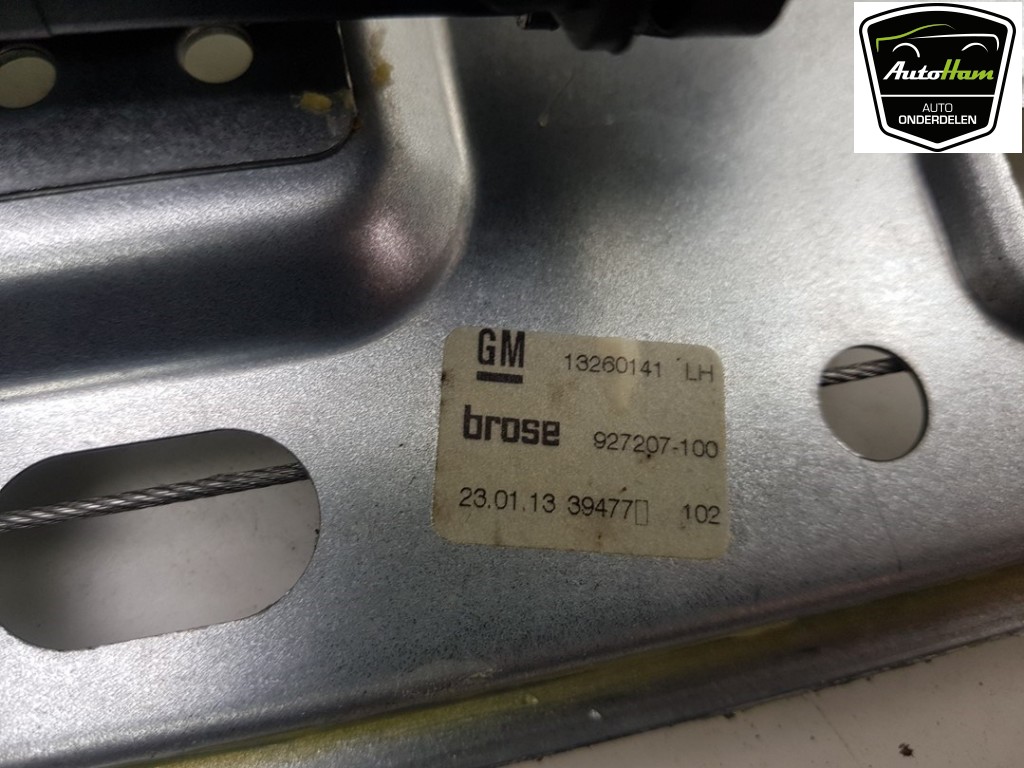 AutoHam
AUTO
ONDERDELEN
GM 13260141 LH
brose 927207-100
23.01.13 39477▯ 102